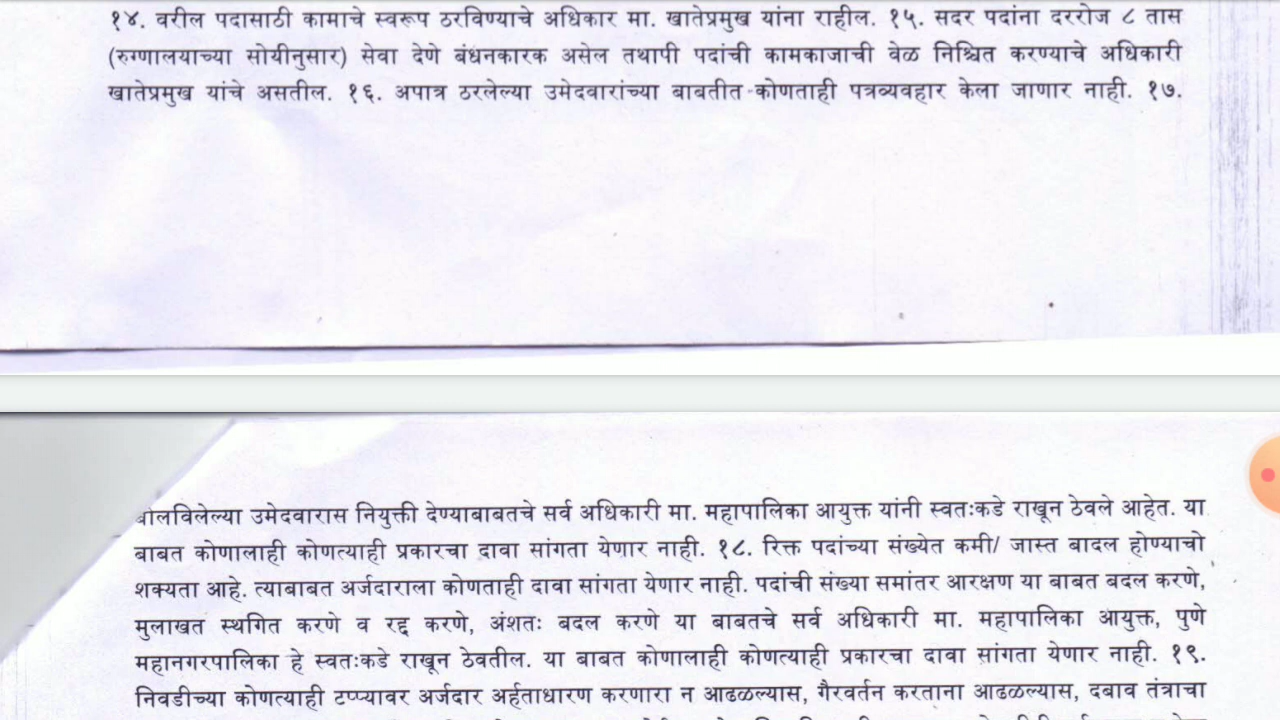 १४. वरील पदासाठी कामाचे स्वरूप ठरविण्याचे अधिकार मा. खातेप्रमुख यांना राहील. १५. सदर पदांना दररोज ८ तास
(रुग्णालयाच्या सोयीनुसार) सेवा देणे बंधनकारक असेल तथापी पदांची कामकाजाची वेळ निश्चित करण्याचे अधिकारी
खातेप्रमुख यांचे असतील. १६. अपात्र ठरलेल्या उमेदवारांच्या बाबतीत कोणताही पत्रव्यवहार केला जाणार नाही. १७.
बोलविलेल्या उमेदवारास नियुक्ती देण्याबाबतचे सर्व अधिकारी मा. महापालिका आयुक्त यांनी स्वतःकडे राखून ठेवले आहेत. या
बाबत कोणालाही कोणत्याही प्रकारचा दावा सांगता येणार नाही. १८. रिक्त पदांच्या संख्येत कमी/ जास्त बादल होण्याचो
शक्यता आहे. त्याबाबत अर्जदाराला कोणताही दावा सांगता येणार नाही. पदांची संख्या समांतर आरक्षण या बाबत बदल करणे,
मुलाखत स्थगित करणे व रद्द करणे, अंशतः बदल करणे या बाबतचे सर्व अधिकारी मा. महापालिका आयुक्त, पुणे
महानगरपालिका हे स्वतःकडे राखून ठेवतील. या बाबत कोणालाही कोणत्याही प्रकारचा दावा सांगता येणार नाही. १९.
निवडीच्या कोणत्याही टप्प्यावर अर्जदार अर्हताधारण करणारा न आढळल्यास, गैरवर्तन करताना आढळल्यास, दबाव तंत्राचा